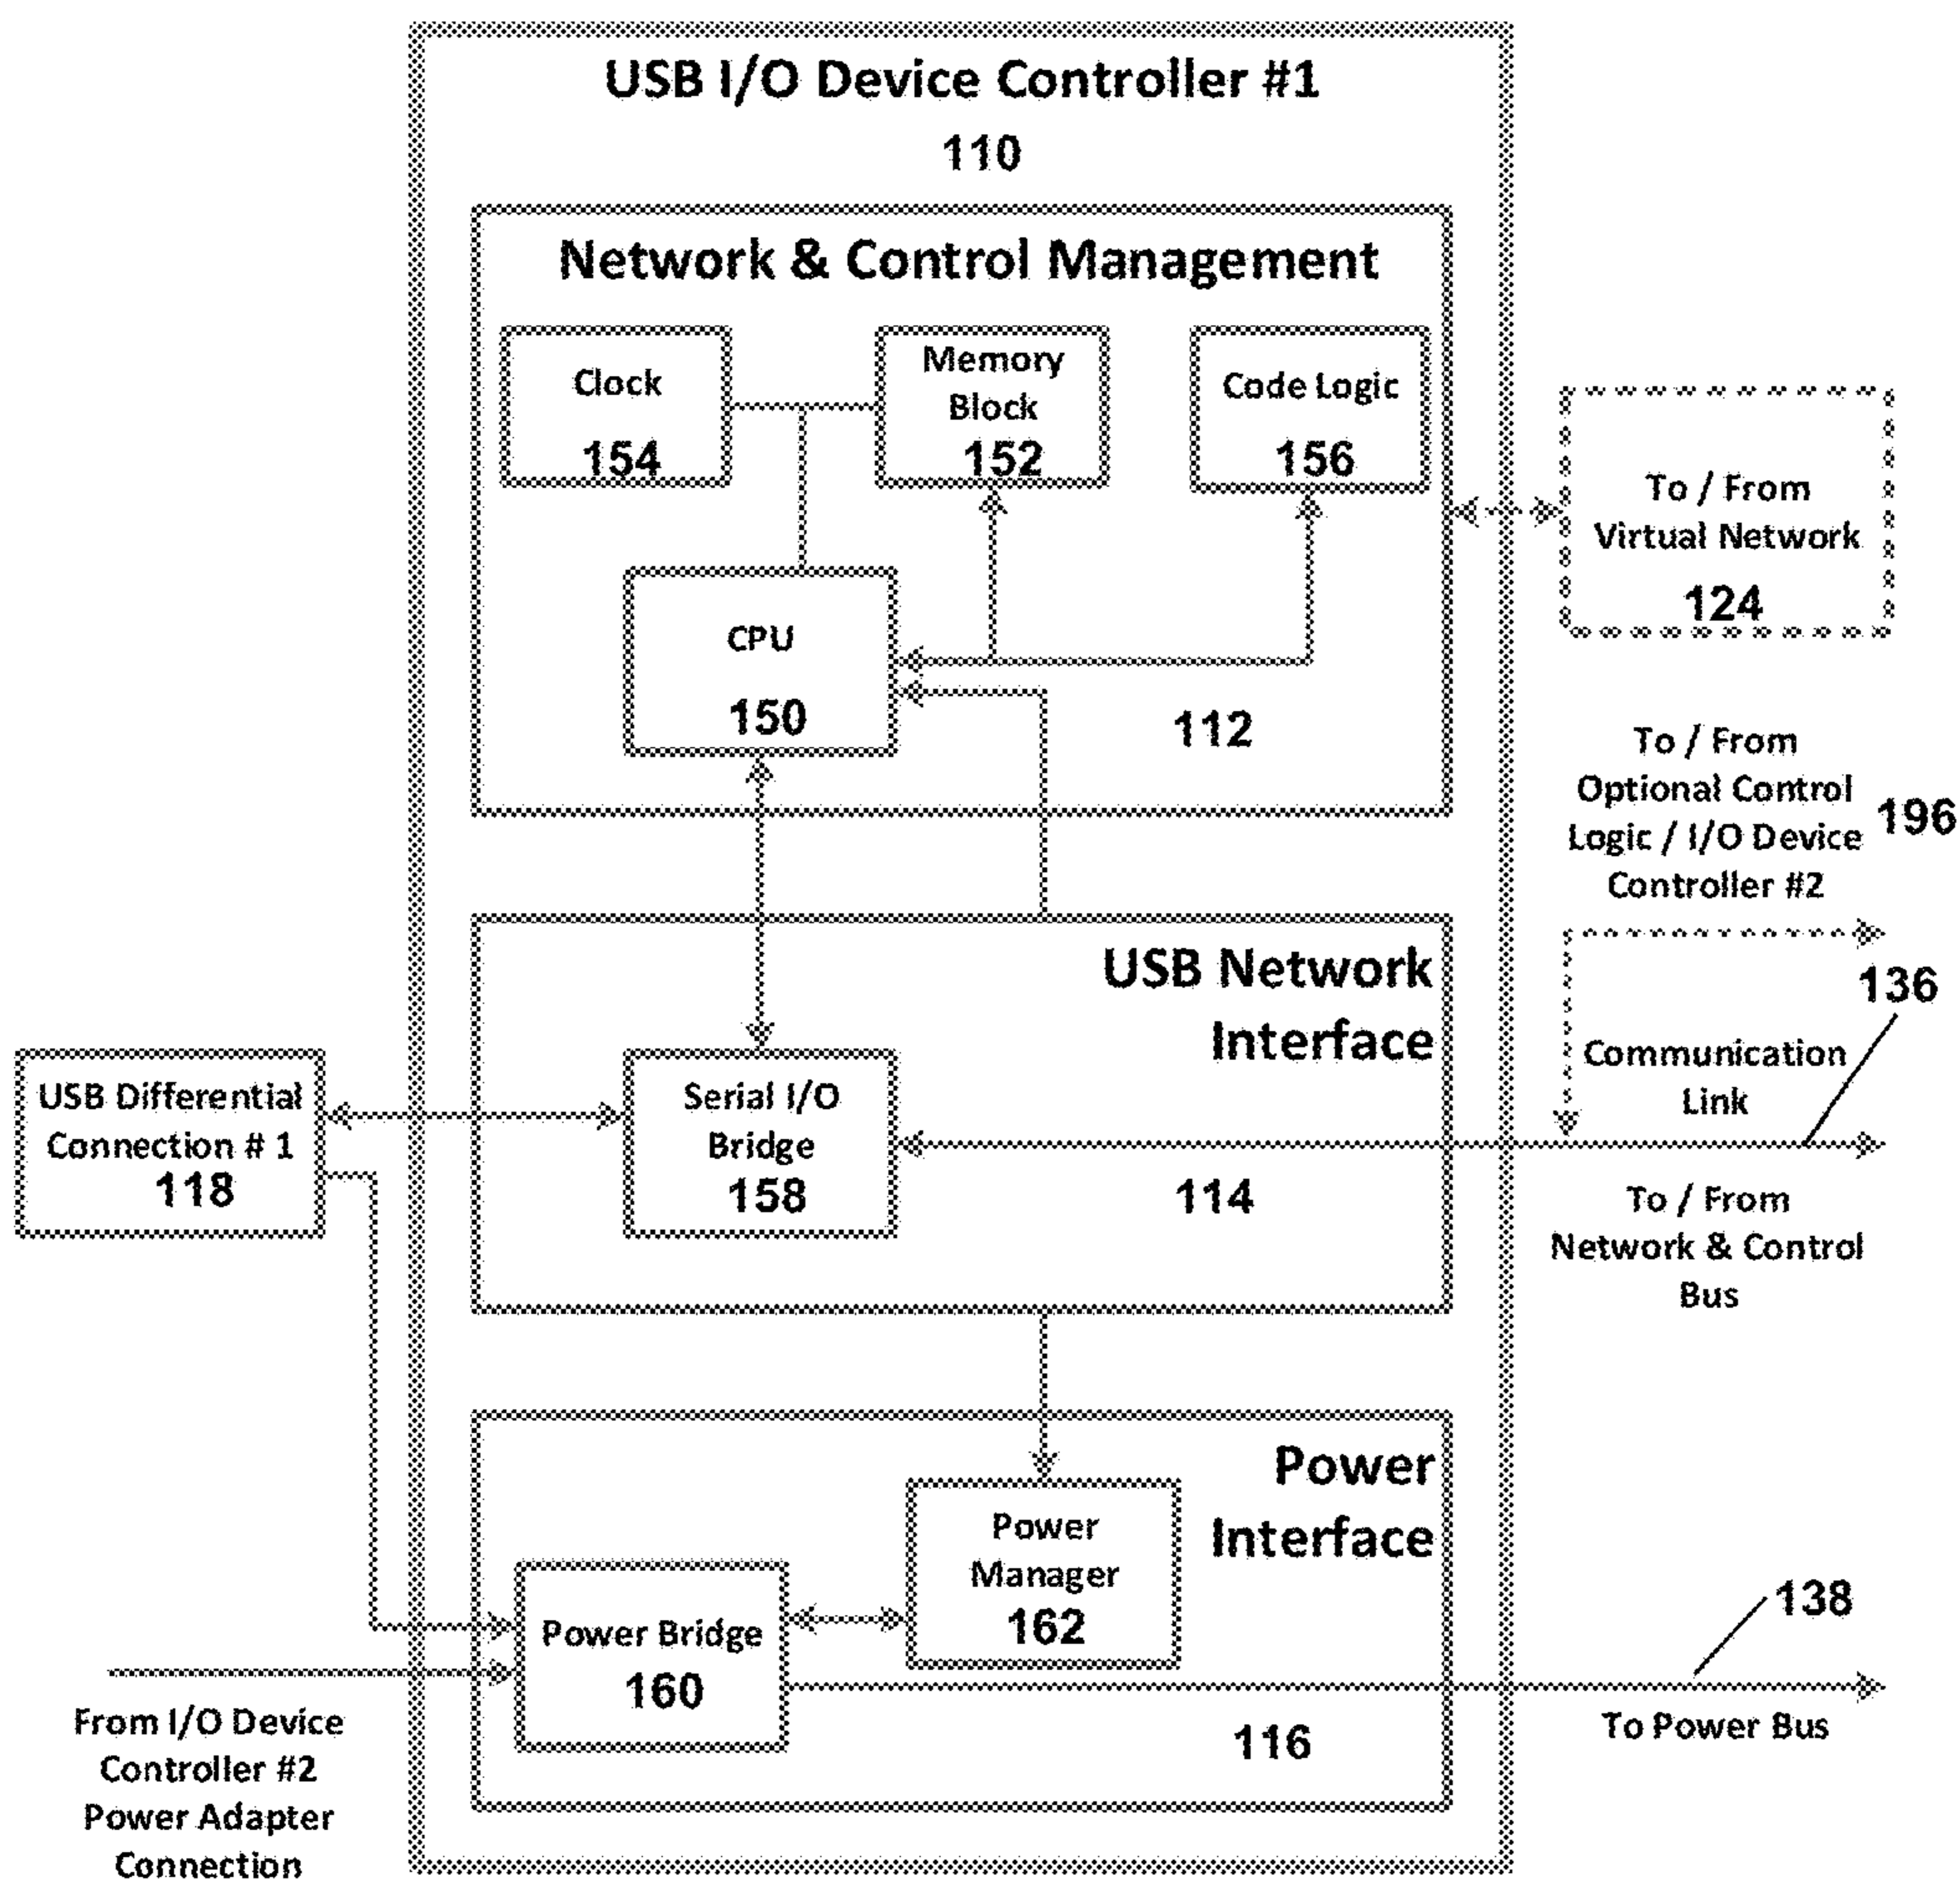 USB I/O Device Controller #1
110
Network & Control Management
Clock
154
Memory
Block
152
Code Logic
156
CPU
150
112
To / From
Virtual Network
124
To / From
Optional Control
Logic / I/O Device
Controller #2
196
136
USB Network
Interface
Communication
Link
USB Differential
Connection # 1
118
Serial I/O
Bridge
158
114
To / From
Network & Control
Bus
Power
Interface
Power
Manager
162
Power Bridge
160
116
138
To Power Bus
From I/O Device
Controller #2
Power Adapter
Connection